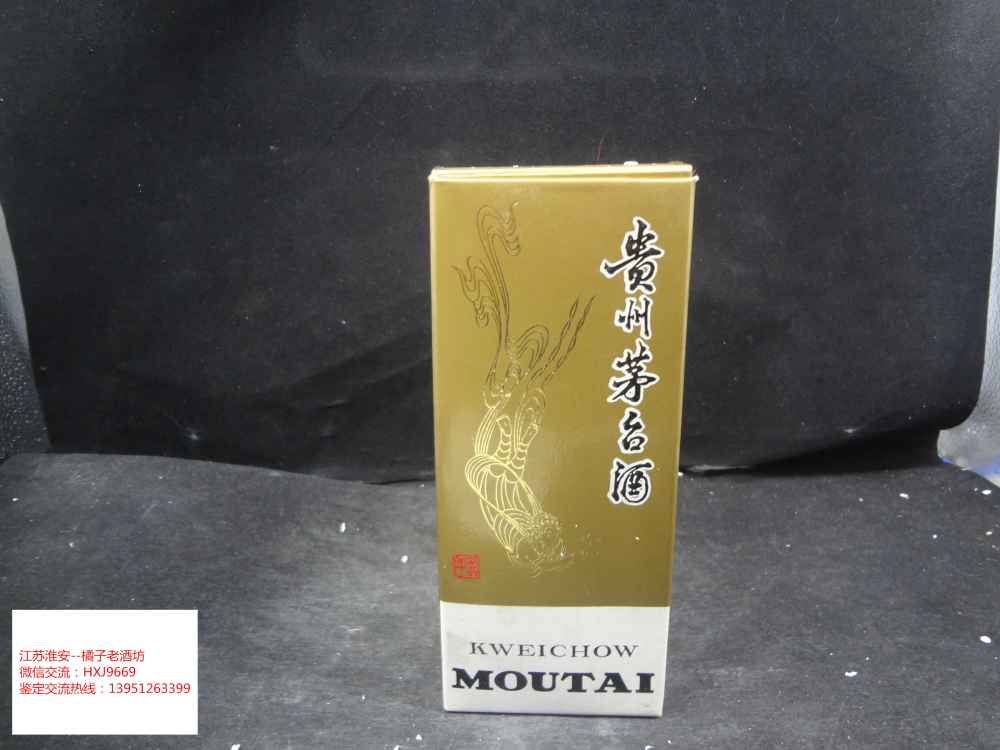 貴州茅台酒
KWEICHOW
MOUTAI
江苏淮安--橘子老酒坊
微信交流：HXJ9669
鉴定交流热线：13951263399